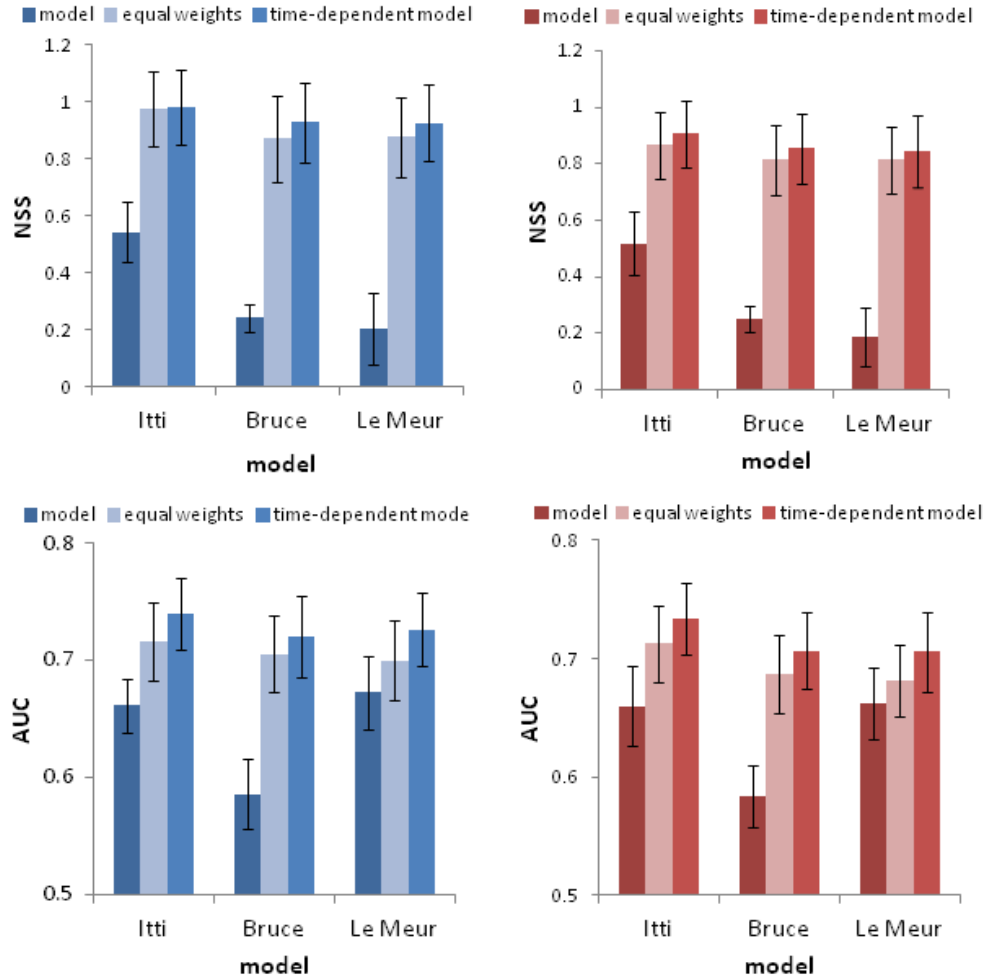 model equal weights time-dependent model
1.2
1
0.8
0.6
0.4
0.2
0
NSS
Itti Bruce Le Meur
model
model equal weights time-dependent model
1.2
1
0.8
0.6
0.4
0.2
0
NSS
Itti Bruce Le Meur
model
model equal weights time-dependent mode
0.8
0.7
0.6
0.5
AUC
Itti Bruce Le Meur
model
model equal weights time-dependent model
0.8
0.7
0.6
0.5
AUC
Itti Bruce Le Meur
model